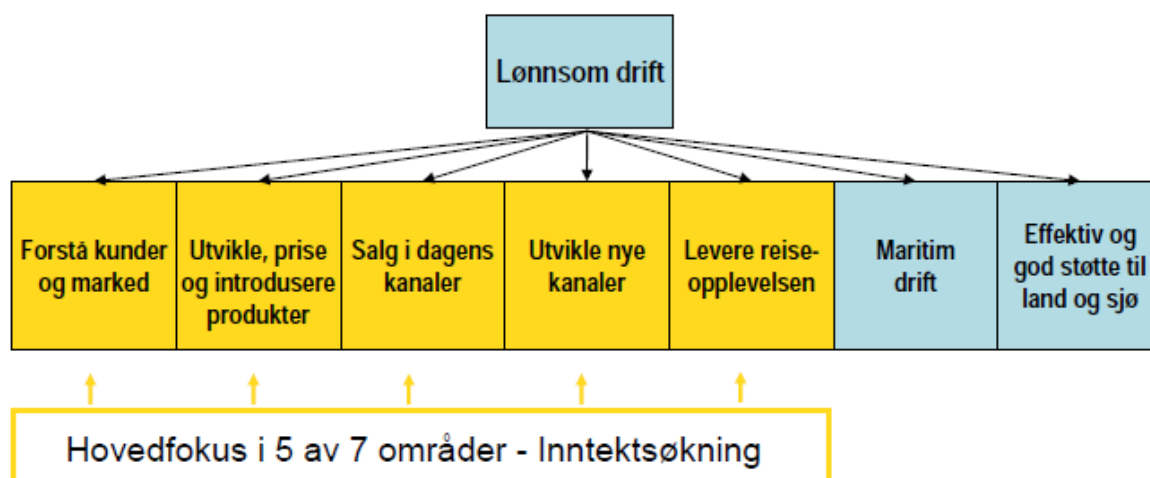 Lønnsom drift
Forstå kunder
og marked
Utvikle, prise
og introdusere
produkter
Salg i dagens
kanaler
Utvikle nye
kanaler
Levere reise-
opplevelsen
Maritim
drift
Effektiv og
god støtte til
land og sjø
Hovedfokus i 5 av 7 områder - Inntektsøkning